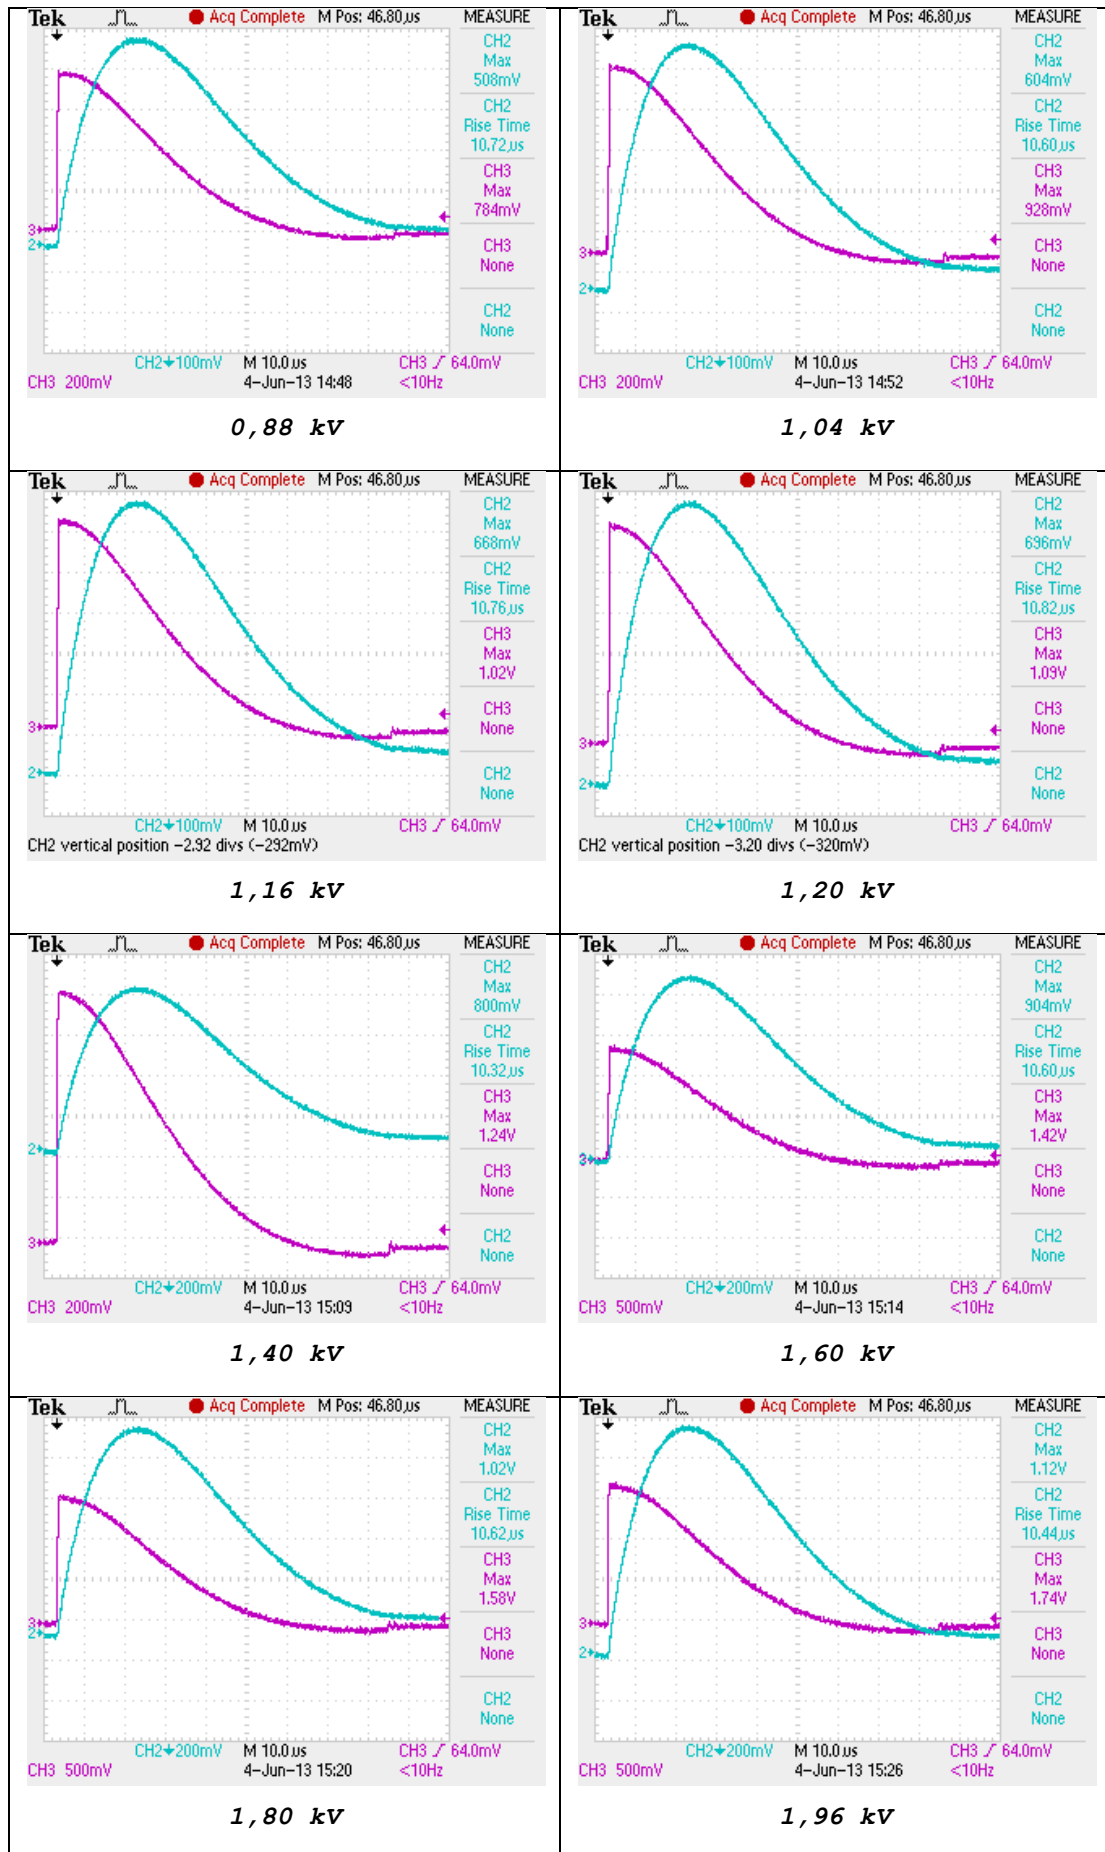 Tek Acq Complete M Pos: 46.80µs MEASURE
CH2
Max
508mV
CH2
Rise Time
10.72µs
CH3
Max
784mV
CH3
None
CH2
None
3
2
CH2 100mV M 10.0µs CH3 64.0mV
CH3 200mV 4-Jun-13 14:48 <10Hz
0,88 kV
Tek Acq Complete M Pos: 46.80µs MEASURE
CH2
Max
604mV
CH2
Rise Time
10.60µs
CH3
Max
928mV
CH3
None
CH2
None
3
2
CH2 100mV M 10.0µs CH3 64.0mV
CH3 200mV 4-Jun-13 14:52 <10Hz
1,04 kV
Tek Acq Complete M Pos: 46.80µs MEASURE
CH2
Max
668mV
CH2
Rise Time
10.76µs
CH3
Max
1.02V
CH3
None
CH2
None
3
2
CH2 100mV M 10.0µs CH3 64.0mV
CH2 vertical position -2.92 divs (-292mV)
1,16 kV
Tek Acq Complete M Pos: 46.80µs MEASURE
CH2
Max
696mV
CH2
Rise Time
10.82µs
CH3
Max
1.09V
CH3
None
CH2
None
3
2
CH2 100mV M 10.0µs CH3 64.0mV
CH2 vertical position -3.20 divs (-320mV)
1,20 kV
Tek Acq Complete M Pos: 46.80µs MEASURE
CH2
Max
800mV
CH2
Rise Time
10.32µs
CH3
Max
1.24V
CH3
None
CH2
None
2
3
CH2 200mV M 10.0µs CH3 64.0mV
CH3 200mV 4-Jun-13 15:09 <10Hz
1,40 kV
Tek Acq Complete M Pos: 46.80µs MEASURE
CH2
Max
904mV
CH2
Rise Time
10.60µs
CH3
Max
1.42V
CH3
None
CH2
None
3
CH2 200mV M 10.0µs CH3 64.0mV
CH3 500mV 4-Jun-13 15:14 <10Hz
1,60 kV
Tek Acq Complete M Pos: 46.80µs MEASURE
CH2
Max
1.02V
CH2
Rise Time
10.62µs
CH3
Max
1.58V
CH3
None
CH2
None
3
2
CH2 200mV M 10.0µs CH3 64.0mV
CH3 500mV 4-Jun-13 15:20 <10Hz
1,80 kV
Tek Acq Complete M Pos: 46.80µs MEASURE
CH2
Max
1.12V
CH2
Rise Time
10.44µs
CH3
Max
1.74V
CH3
None
CH2
None
3
2
CH2 200mV M 10.0µs CH3 64.0mV
CH3 500mV 4-Jun-13 15:26 <10Hz
1,96 kV